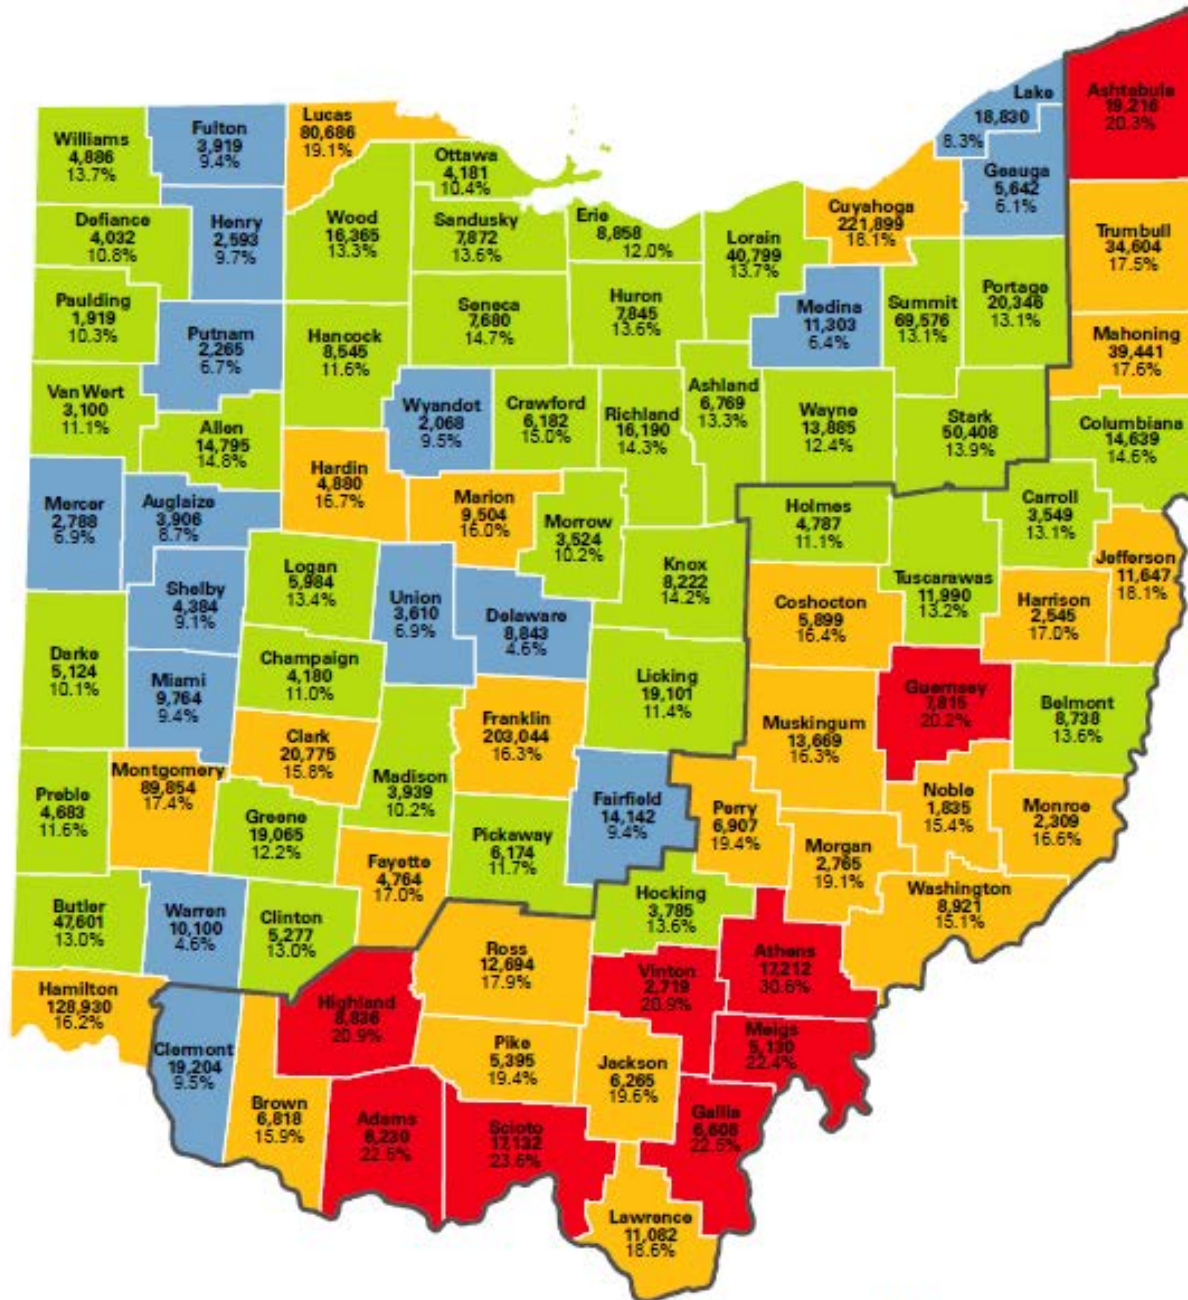 Lake
18,830
8.3%
Ashtabula
19,216
20.3%
Williams
4,886
13.7%
Fulton
3,919
9.4%
Lucas
80,686
19.1%
Ottawa
4,181
10.4%
Geauga
5,642
6.1%
Defiance
4,032
10.8%
Henry
2,593
9.7%
Wood
16,365
13.3%
Sandusky
7,872
13.6%
Erie
8,858
12.0%
Lorain
40,799
13.7%
Cuyahoga
221,899
18.1%
Trumbull
34,604
17.5%
Paulding
1,919
10.3%
Putnam
2,265
6.7%
Hancock
8,545
11.6%
Seneca
7,680
14.7%
Huron
7,845
13.6%
Medina
11,303
6.4%
Summit
69,576
13.1%
Portage
20,346
13.1%
Mahoning
39,441
17.6%
Van Wert
3,100
11.1%
Allen
14,795
14.8%
Wyandot
2,068
9.5%
Crawford
6,182
15.0%
Richland
16,190
14.3%
Ashland
6,769
13.3%
Wayne
13,885
12.4%
Stark
50,408
13.9%
Columbiana
14,639
14.6%
Mercer
2,788
6.9%
Auglaize
3,906
8.7%
Hardin
4,880
16.7%
Marion
9,504
16.0%
Morrow
3,524
10.2%
Holmes
4,787
11.1%
Carroll
3,549
13.1%
Jefferson
11,647
18.1%
Shelby
4,384
9.1%
Logan
5,984
13.4%
Union
3,610
6.9%
Delaware
8,843
4.6%
Knox
8,222
14.2%
Coshocton
5,899
16.4%
Tuscarawas
11,990
13.2%
Harrison
2,545
17.0%
Darke
5,124
10.1%
Miami
9,764
9.4%
Champaign
4,180
11.0%
Licking
19,101
11.4%
Guernsey
7,815
20.2%
Belmont
8,738
13.6%
Clark
20,775
15.8%
Madison
3,939
10.2%
Franklin
203,044
16.3%
Muskingum
13,669
16.3%
Preble
4,683
11.6%
Montgomery
89,854
17.4%
Greene
19,065
12.2%
Fayette
4,764
17.0%
Pickaway
6,174
11.7%
Fairfield
14,142
9.4%
Perry
6,907
19.4%
Morgan
2,765
19.1%
Noble
1,835
15.4%
Monroe
2,309
16.6%
Butler
47,601
13.0%
Warren
10,100
4.6%
Clinton
5,277
13.0%
Hocking
3,785
13.6%
Washington
8,921
15.1%
Hamilton
128,930
16.2%
Highland
8,836
20.9%
Ross
12,694
17.9%
Vinton
2,719
20.9%
Athens
17,212
30.6%
Clermont
19,204
9.5%
Pike
5,395
19.4%
Jackson
6,265
19.6%
Meigs
5,130
22.4%
Brown
6,818
15.9%
Adams
6,230
22.5%
Scioto
17,132
23.6%
Gallia
6,608
22.5%
Lawrence
11,082
18.6%